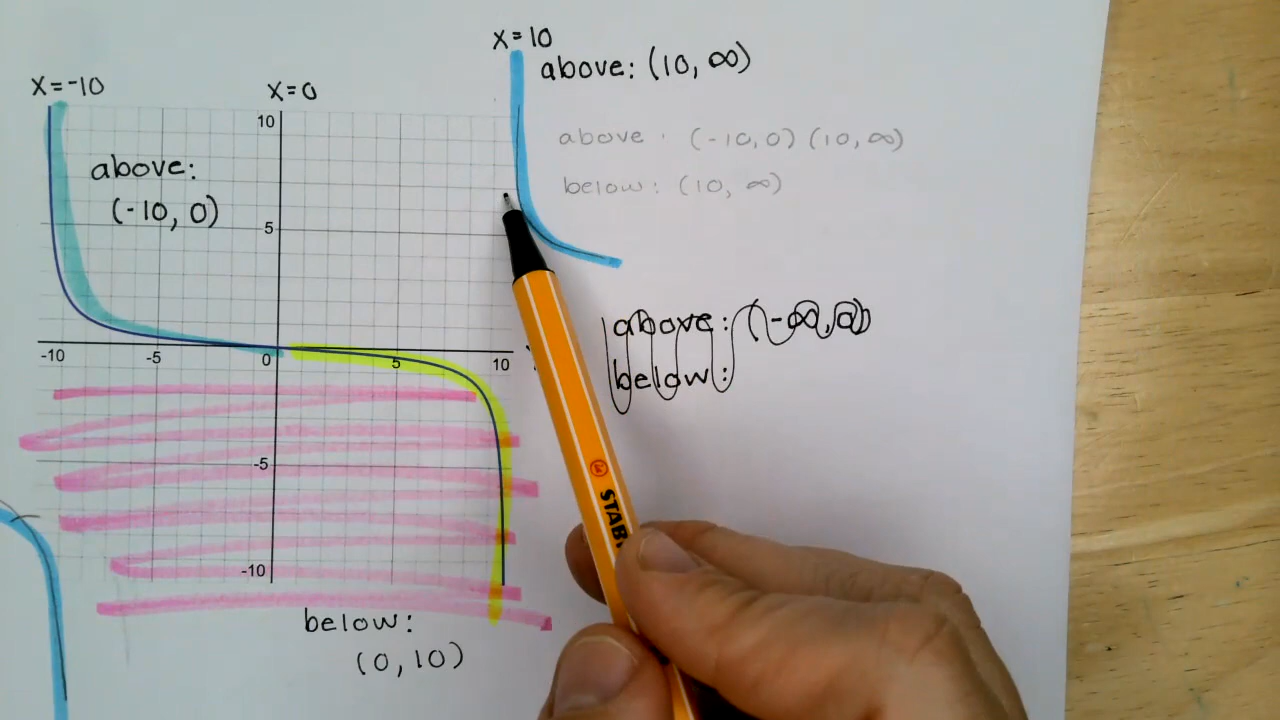 x=10
above: (10, ∞)
x=-10
x=0
10
above : (-10,0) (10, ∞)
above:
below: (10, ∞)
(-10, 0)
5
above: (-∞,0)
-10
-5
0
5
10
below:
-5
-10
STAB
below:
(0, 10)